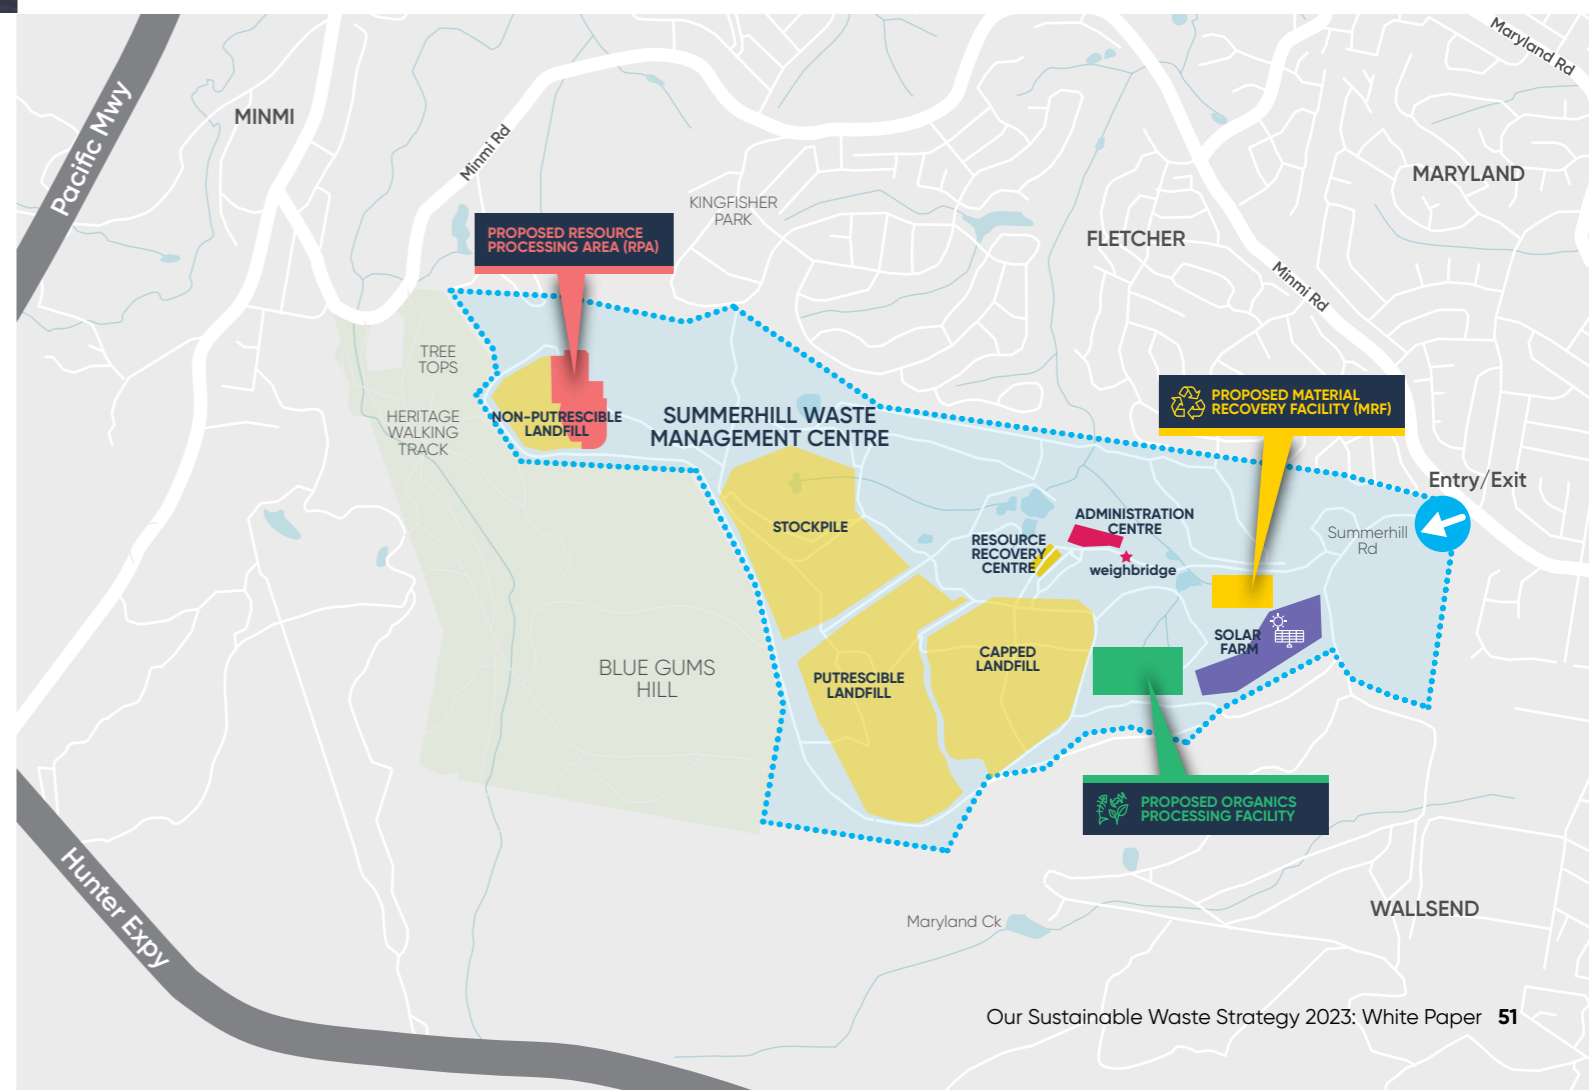 Maryland Rd
Pacific Mwy
MINMI
Minmi Rd
MARYLAND
KINGFISHER
PARK
PROPOSED RESOURCE
PROCESSING AREA (RPA)
FLETCHER
Minmi Rd
TREE
TOPS
HERITAGE
WALKING
TRACK
NON-PUTRESCIBLE
LANDFILL
SUMMERHILL WASTE
MANAGEMENT CENTRE
PROPOSED MATERIAL
RECOVERY FACILITY (MRF)
Entry/Exit
STOCKPILE
ADMINISTRATION
CENTRE
RESOURCE
RECOVERY
CENTRE
weighbridge
Summerhill
Rd
SOLAR
FARM
BLUE GUMS
HILL
PUTRESCIBLE
LANDFILL
CAPPED
LANDFILL
PROPOSED ORGANICS
PROCESSING FACILITY
Hunter Expy
Maryland Ck
WALLSEND
Our Sustainable Waste Strategy 2023: White Paper 51